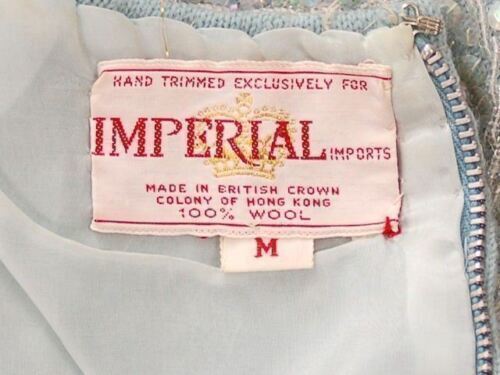 HAND TRIMMED EXCLUSIVELY FOR
IMPERIAL IMPORTS
MADE IN BRITISH CROWN
COLONY OF HONG KONG
100% WOOL
M